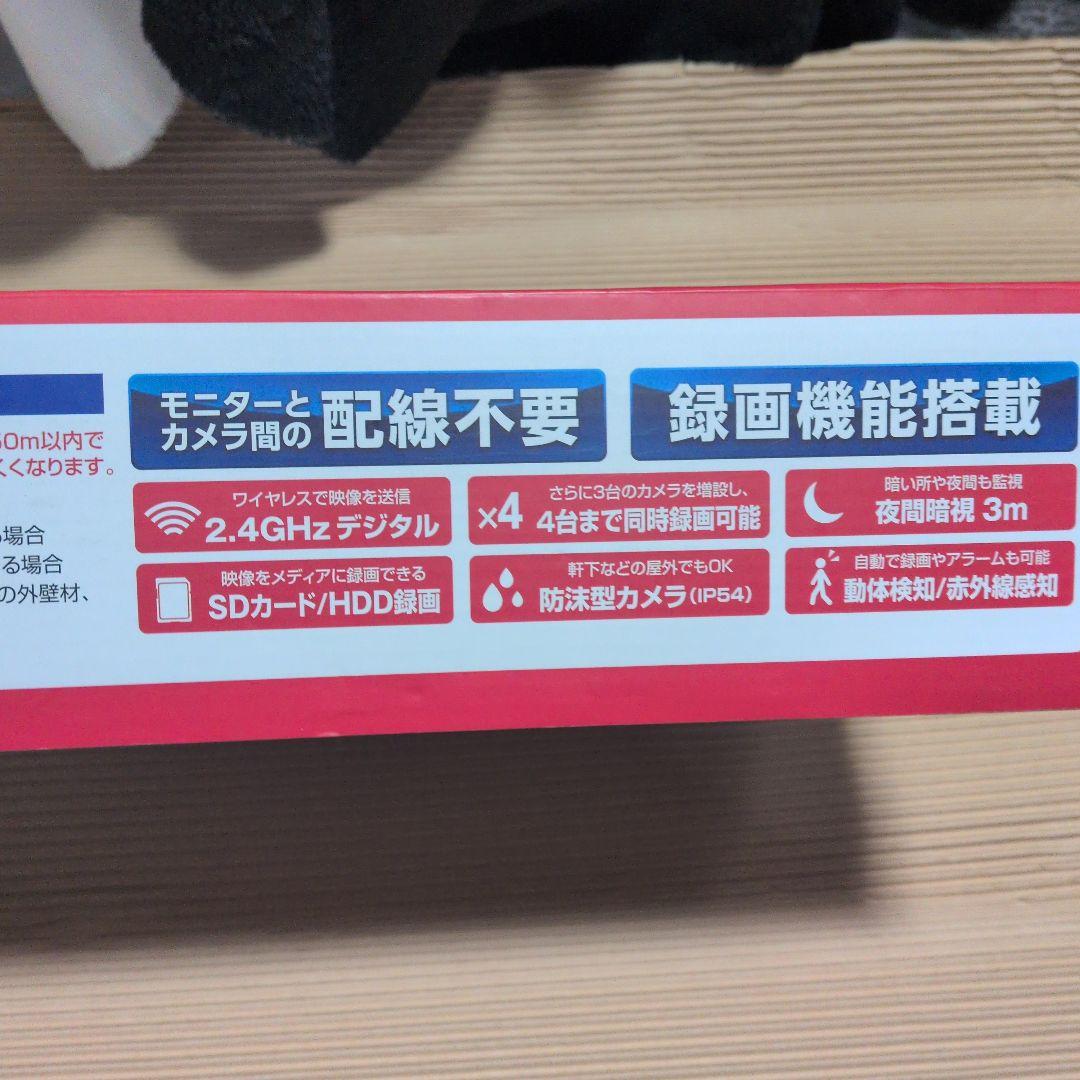 50m以内で
くくなります。
場合
る場合
の外壁材、
モニターと
カメラ間の配線不要
録画機能搭載
ワイヤレスで映像を送信
2.4GHz デジタル
×4
さらに3台のカメラを増設し、
4台まで同時録画可能
暗い所や夜間も監視
夜間暗視 3m
映像をメディアに録画できる
SDカード/HDD録画
軒下などの屋外でもOK
防沫型カメラ(IP54)
自動で録画やアラームも可能
動体検知/赤外線感知